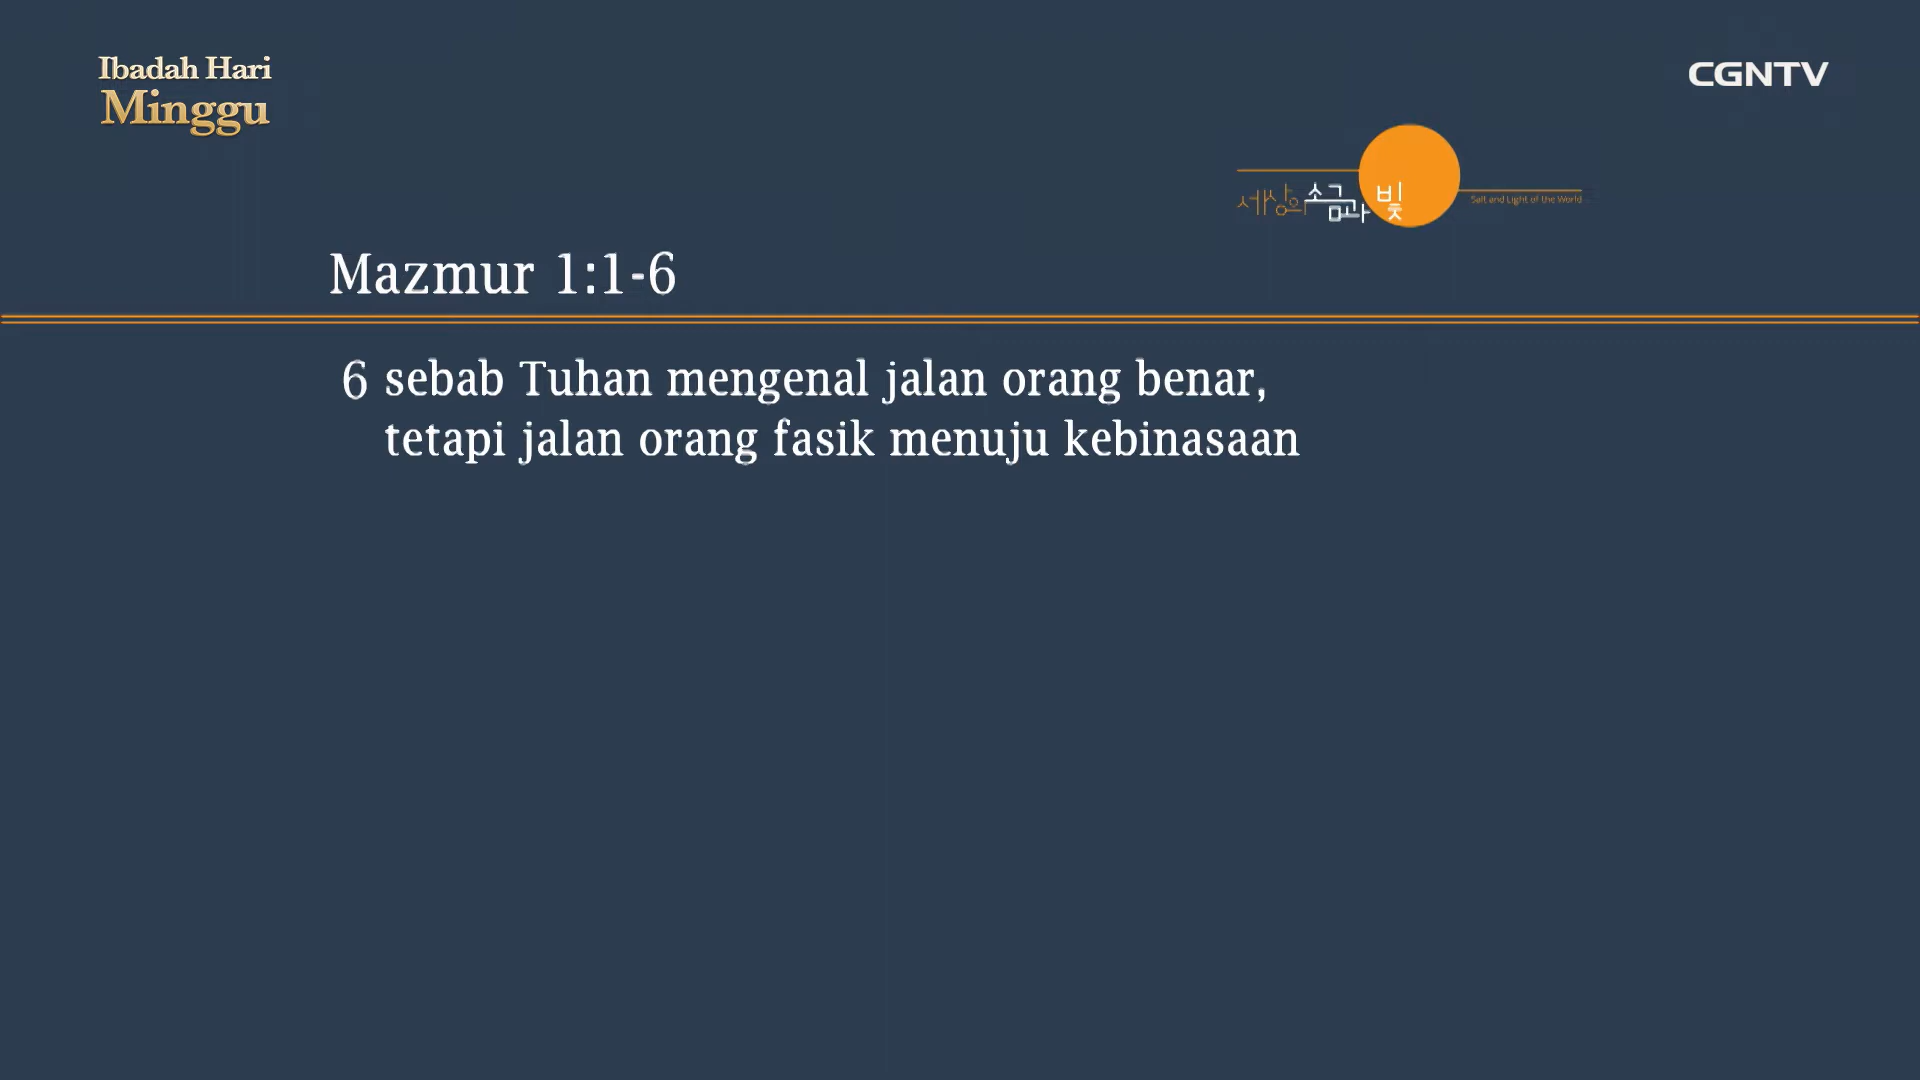 Ibadah Hari
Minggu
CGNTV
세상의 소금과 빛
Salt and Light of the World
Mazmur 1:1-6
6 sebab Tuhan mengenal jalan orang benar,
tetapi jalan orang fasik menuju kebinasaan